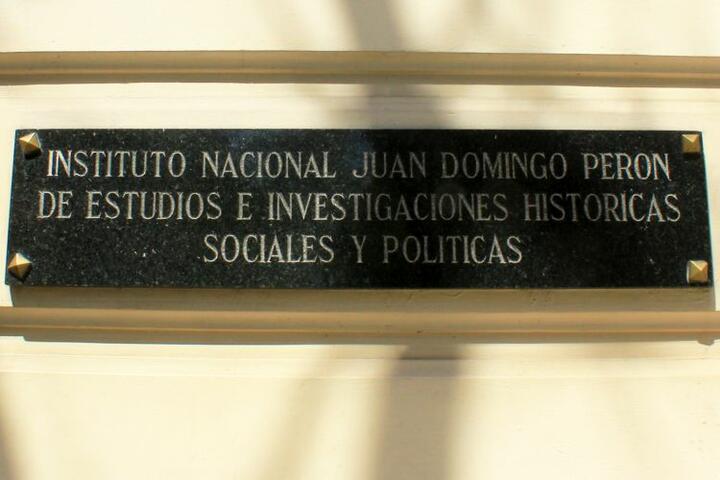 INSTITUTO NACIONAL JUAN DOMINGO PERON
DE ESTUDIOS E INVESTIGACIONES HISTORICAS
SOCIALES Y POLITICAS